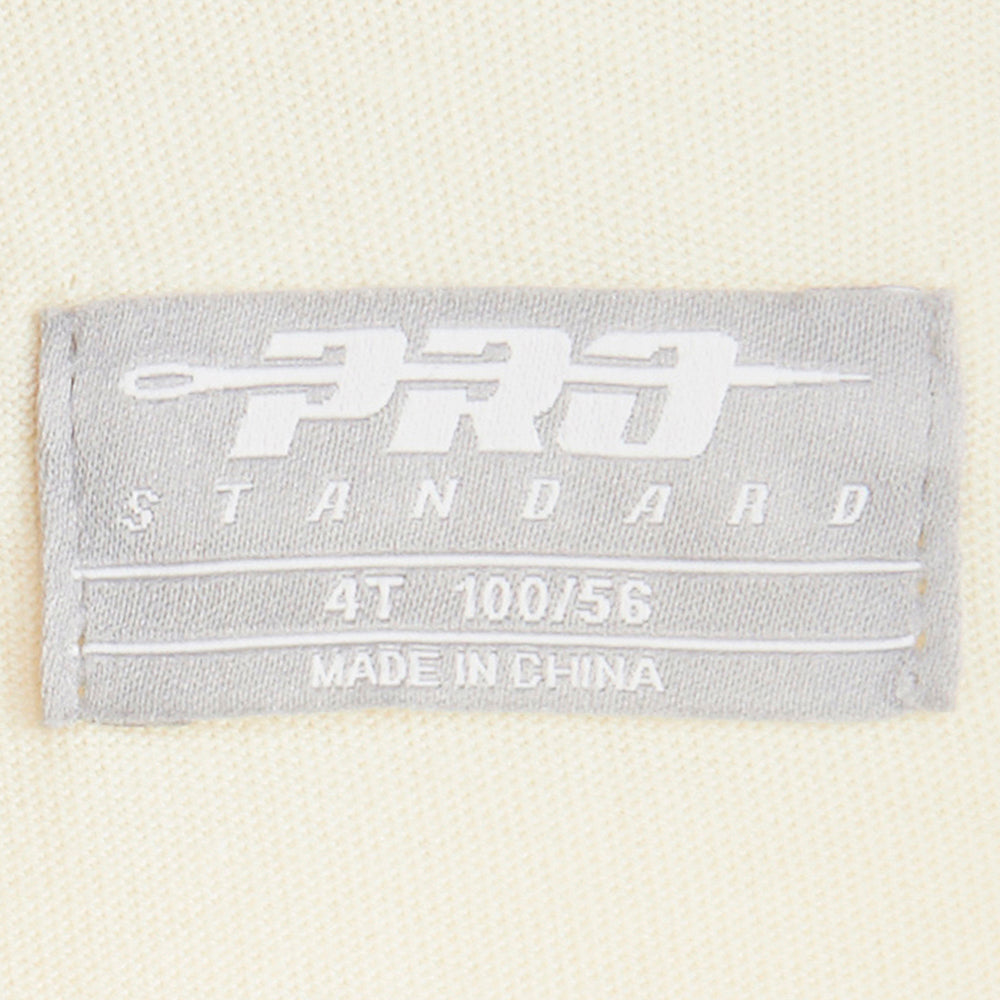 PRO
STANDARD
4T 100/56
MADE IN CHINA